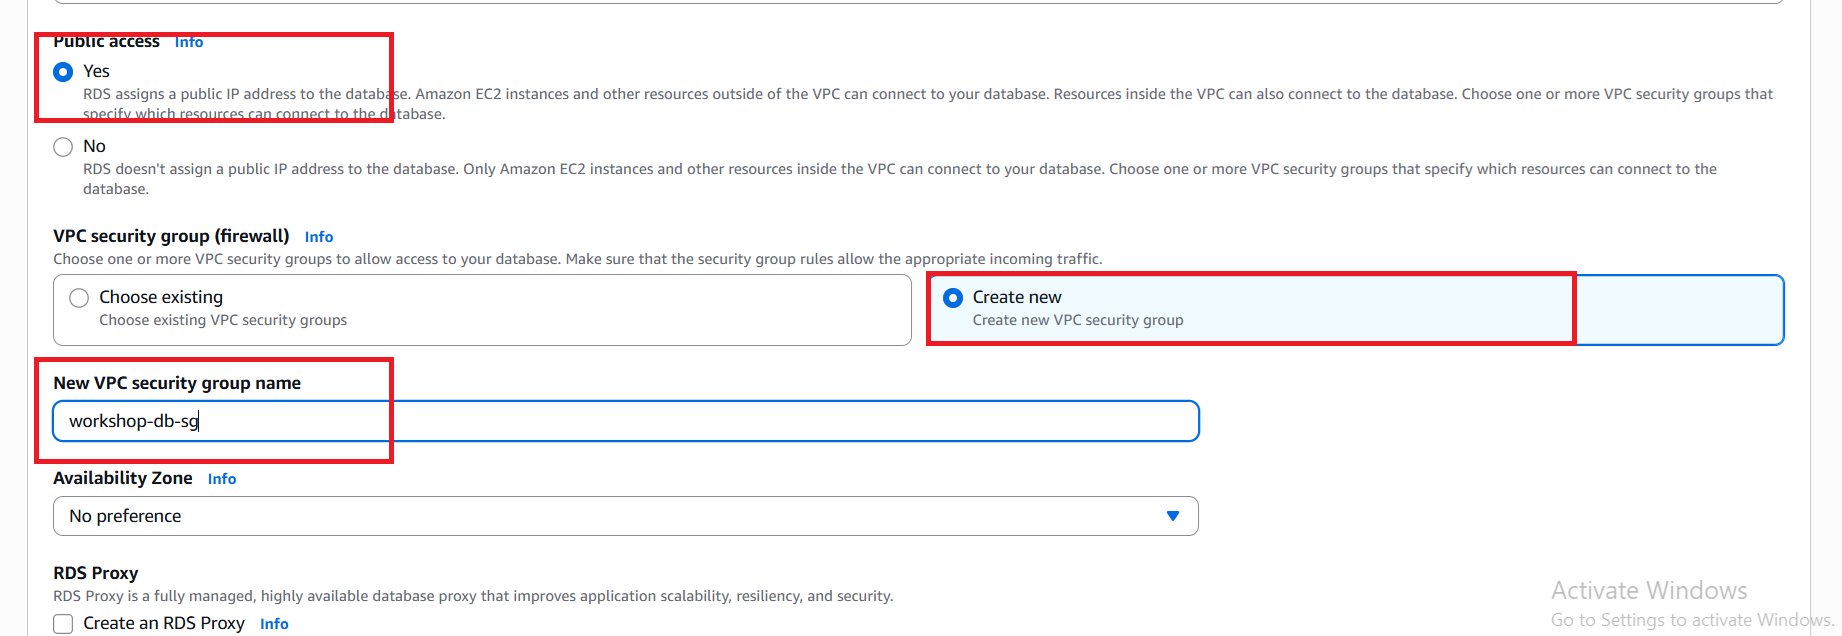 Public access Info
Yes
RDS assigns a public IP address to the database. Amazon EC2 instances and other resources outside of the VPC can connect to your database. Resources inside the VPC can also connect to the database. Choose one or more VPC security groups that
specify which resources can connect to the database.
No
RDS doesn't assign a public IP address to the database. Only Amazon EC2 instances and other resources inside the VPC can connect to your database. Choose one or more VPC security groups that specify which resources can connect to the
database.
VPC security group (firewall) Info
Choose one or more VPC security groups to allow access to your database. Make sure that the security group rules allow the appropriate incoming traffic.
Choose existing
Choose existing VPC security groups
Create new
Create new VPC security group
New VPC security group name
workshop-db-sg
Availability Zone Info
No preference
RDS Proxy
RDS Proxy is a fully managed, highly available database proxy that improves application scalability, resiliency, and security.
Create an RDS Proxy Info
Activate Windows
Go to Settings to activate Windows.